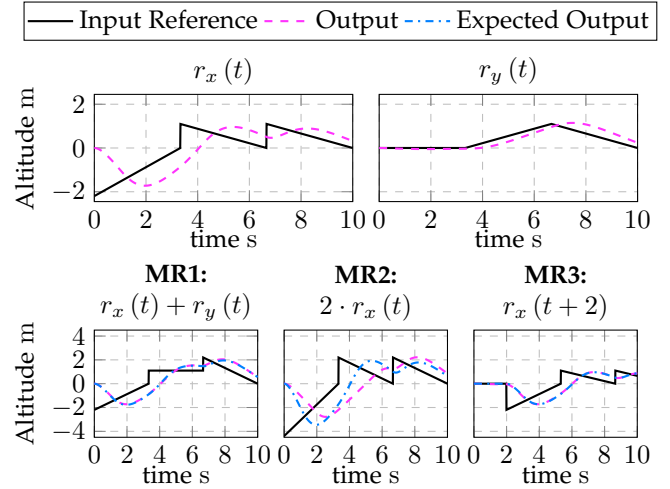 Input Reference Output Expected Output
r_x (t) r_y (t)
Altitude m
2
0
−2
0 2 4 6 8 10 0 2 4 6 8 10
time s time s
MR1: MR2: MR3:
r_x (t) + r_y (t) 2 · r_x (t) r_x (t + 2)
Altitude m
4
2
0
−2
−4
0 2 4 6 8 10 0 2 4 6 8 10 0 2 4 6 8 10
time s time s time s